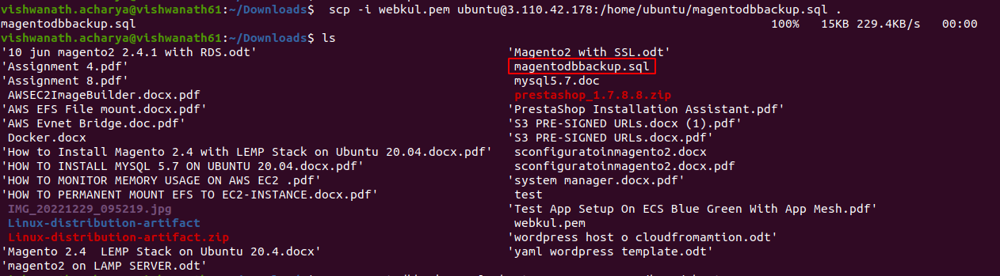 vishwanath.acharya@vishwanath61:~/Downloads$  scp -i webkul.pem ubuntu@3.110.42.178:/home/ubuntu/magentodbbackup.sql .
magentodbbackup.sql 100%   15KB 229.4KB/s   00:00
vishwanath.acharya@vishwanath61:~/Downloads$ ls
'10 jun magento2 2.4.1 with RDS.odt' 'Magento2 with SSL.odt'
'Assignment 4.pdf' magentodbbackup.sql
'Assignment 8.pdf' mysql5.7.doc
AWSEC2ImageBuilder.docx.pdf prestashop_1.7.8.8.zip
'AWS EFS File mount.docx.pdf' 'PrestaShop Installation Assistant.pdf'
'AWS Evnet Bridge.doc.pdf' 'S3 PRE-SIGNED URLs.docx (1).pdf'
Docker.docx 'S3 PRE-SIGNED URLs.docx.pdf'
'How to Install Magento 2.4 with LEMP Stack on Ubuntu 20.04.docx.pdf' sconfiguratoinmagento2.docx
'HOW TO INSTALL MYSQL 5.7 ON UBUNTU 20.04.docx.pdf' sconfiguratoinmagento2.docx.pdf
'HOW TO MONITOR MEMORY USAGE ON AWS EC2 .pdf' 'system manager.docx.pdf'
'HOW TO PERMANENT MOUNT EFS TO EC2-INSTANCE.docx.pdf' test
IMG_20221229_095219.jpg 'Test App Setup On ECS Blue Green With App Mesh.pdf'
Linux-distribution-artifact webkul.pem
Linux-distribution-artifact.zip 'wordpress host o cloudfromamtion.odt'
'Magento 2.4  LEMP Stack on Ubuntu 20.4.docx' 'yaml wordpress template.odt'
'magento2 on LAMP SERVER.odt'